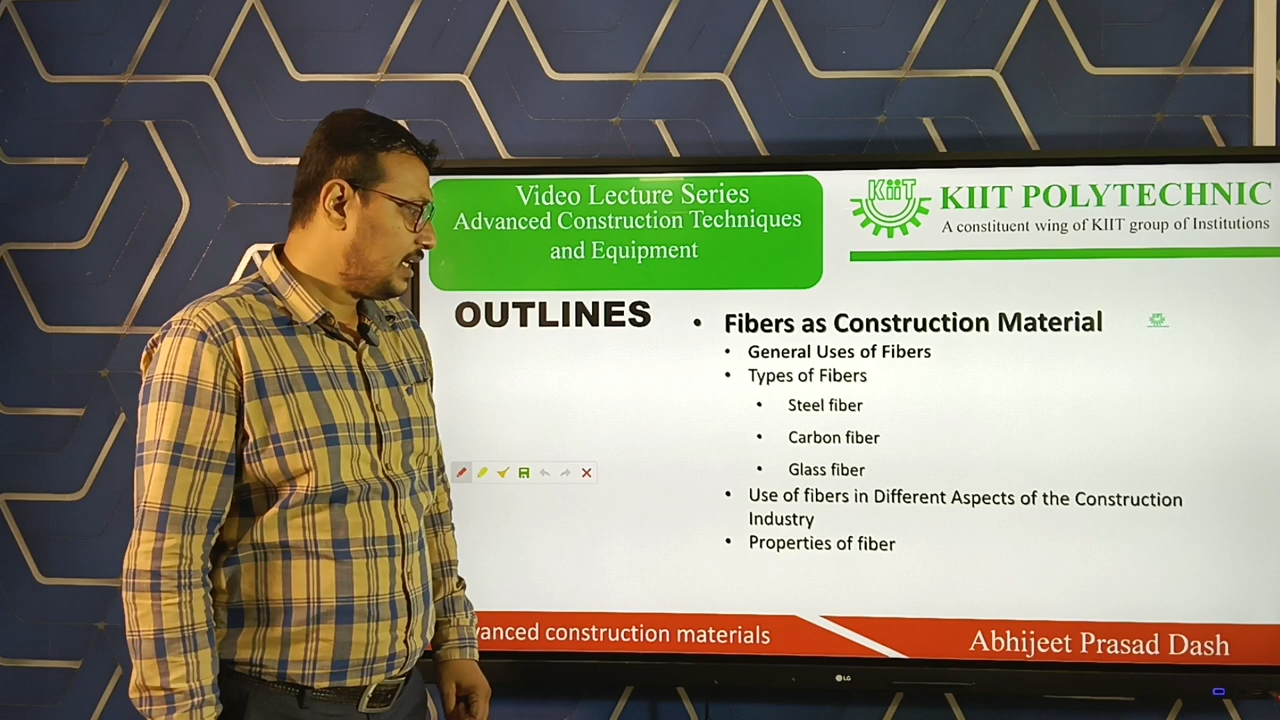 Video Lecture Series
Advanced Construction Techniques
and Equipment
KiiT
KIIT POLYTECHNIC
A constituent wing of KIIT group of Institutions
OUTLINES
• Fibers as Construction Material
• General Uses of Fibers
• Types of Fibers
• Steel fiber
• Carbon fiber
• Glass fiber
• Use of fibers in Different Aspects of the Construction
Industry
• Properties of fiber
vanced construction materials
Abhijeet Prasad Dash
LG